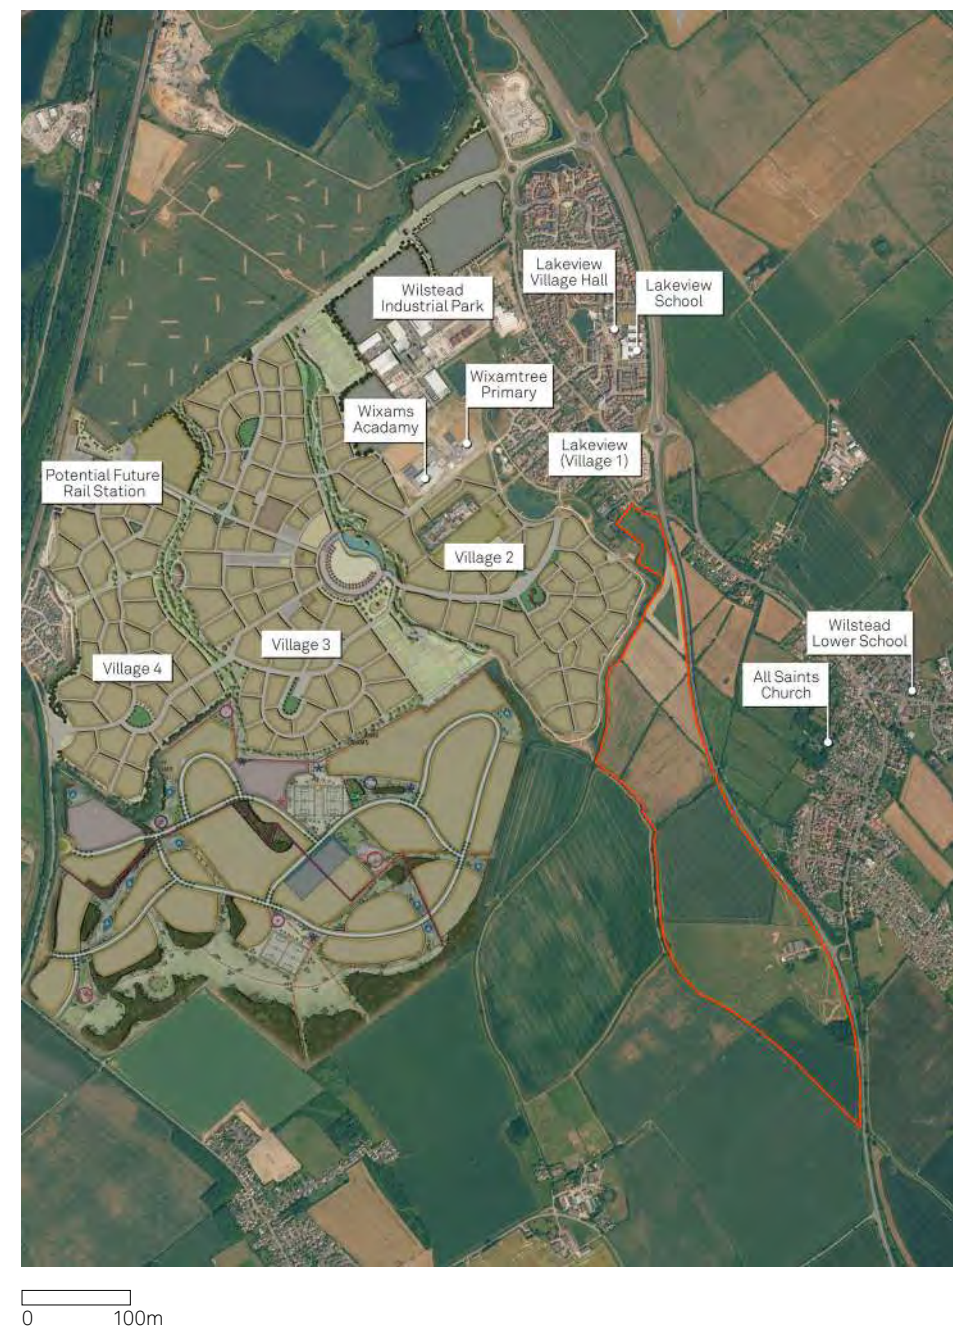 Lakeview
Village Hall
Lakeview
School
Wilstead
Industrial Park
Wixamtree
Primary
Wixams
Acadamy
Lakeview
(Village 1)
Potential Future
Rail Station
Village 2
Village 3
Village 4
Wilstead
Lower School
All Saints
Church
0
100m